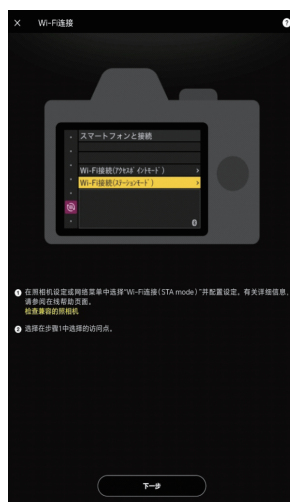 × Wi-Fi连接 ?
スマートフォンと接続
Wi-Fi接続(ｱｸｾｽﾎﾟｲﾝﾄﾓｰﾄﾞ)
Wi-Fi接続(ｽﾃｰｼｮﾝﾓｰﾄﾞ)
0
1 在照相机设定或网络菜单中选择“Wi-Fi连接(STA mode)”并配置设定。有关详细信息,
请参阅在线帮助页面。
检查兼容的照相机
2 选择在步骤1中选择的访问点。
下一步